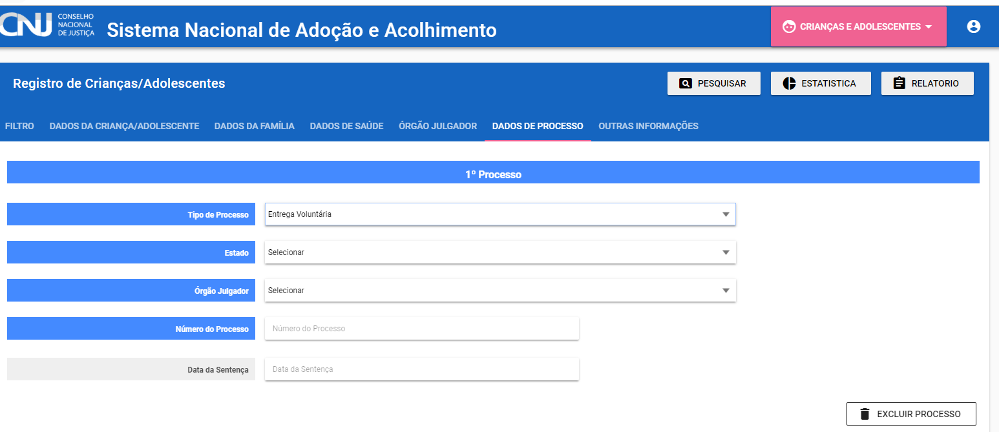 CNJ
CONSELHO
NACIONAL
DE JUSTIÇA
Sistema Nacional de Adoção e Acolhimento
CRIANÇAS E ADOLESCENTES
Registro de Crianças/Adolescentes
PESQUISAR
ESTATISTICA
RELATORIO
FILTRO
DADOS DA CRIANÇA/ADOLESCENTE
DADOS DA FAMÍLIA
DADOS DE SAÚDE
ÓRGÃO JULGADOR
DADOS DE PROCESSO
OUTRAS INFORMAÇÕES
1º Processo
Tipo de Processo
Entrega Voluntária
Estado
Selecionar
Órgão Julgador
Selecionar
Número do Processo
Número do Processo
Data da Sentença
Data da Sentença
EXCLUIR PROCESSO